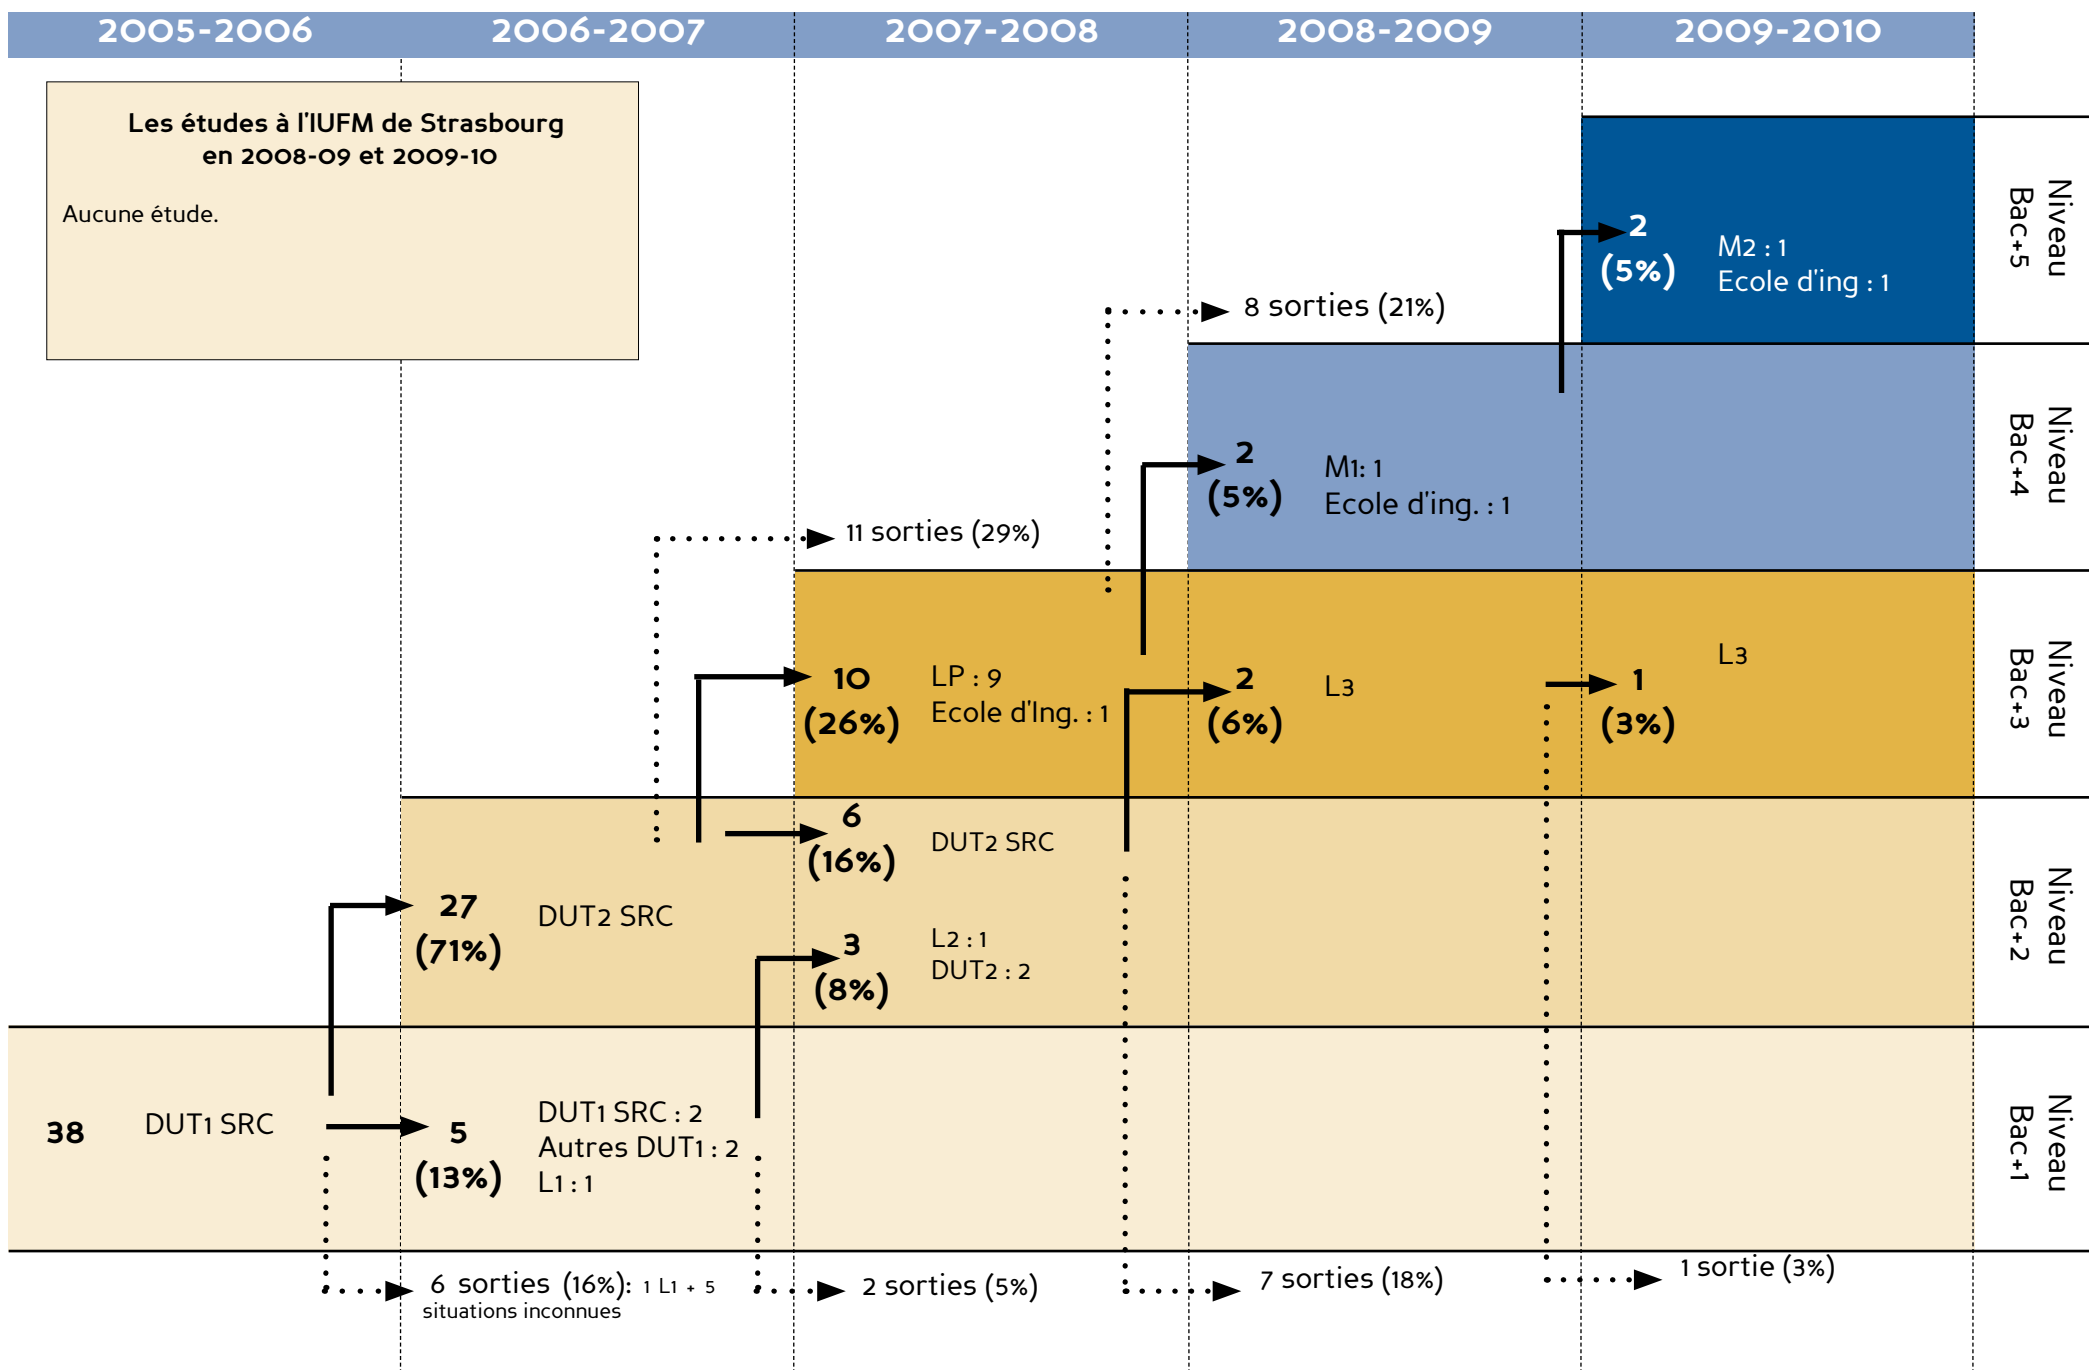 2005-2006
2006-2007
2007-2008
2008-2009
2009-2010
Les études à l'IUFM de Strasbourg
en 2008-09 et 2009-10
Aucune étude.
Niveau
Bac+5
2
(5%)
M2 : 1
Ecole d'ing : 1
8 sorties (21%)
Niveau
Bac+4
2
(5%)
M1: 1
Ecole d'ing. : 1
11 sorties (29%)
Niveau
Bac+3
10
(26%)
LP : 9
Ecole d'Ing. : 1
2
(6%)
L3
1
(3%)
L3
Niveau
Bac+2
27
(71%)
DUT2 SRC
6
(16%)
DUT2 SRC
3
(8%)
L2 : 1
DUT2 : 2
Niveau
Bac+1
38
DUT1 SRC
5
(13%)
DUT1 SRC : 2
Autres DUT1 : 2
L1 : 1
6 sorties (16%): 1 L1 + 5
situations inconnues
2 sorties (5%)
7 sorties (18%)
1 sortie (3%)